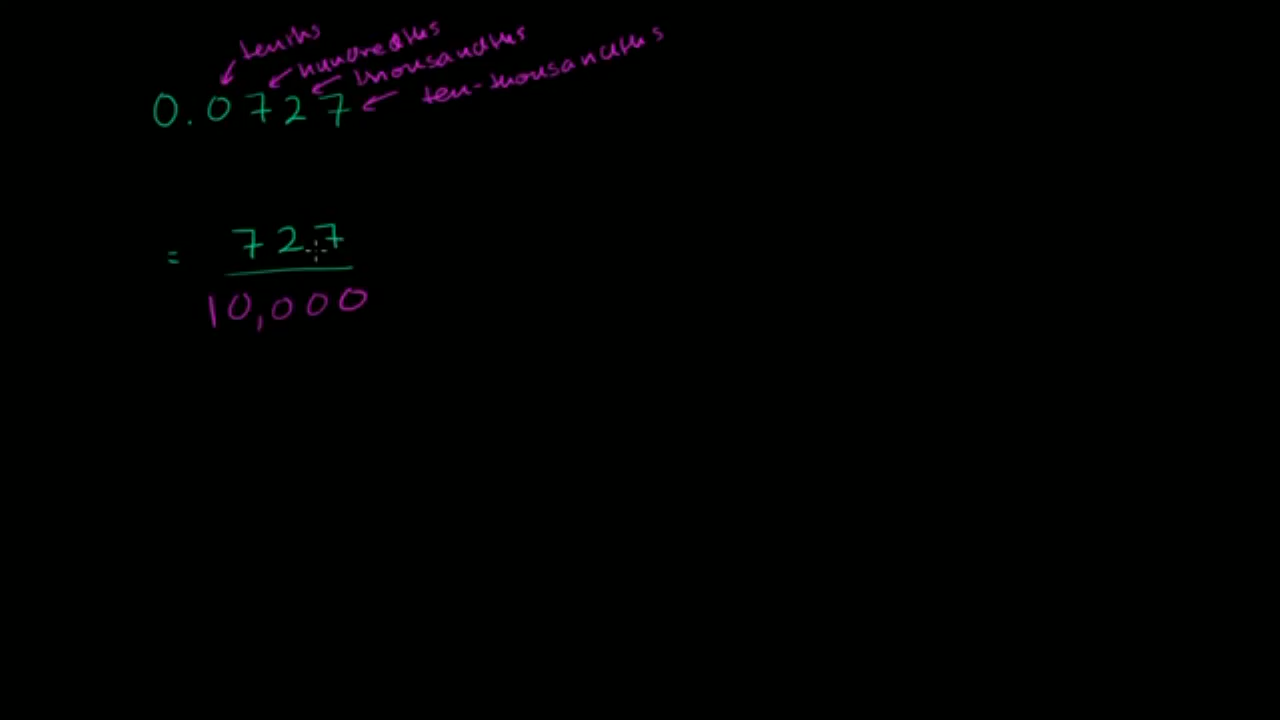 tenths
hundredths
thousandths
ten-thousandths
0.0727
= 727
10,000